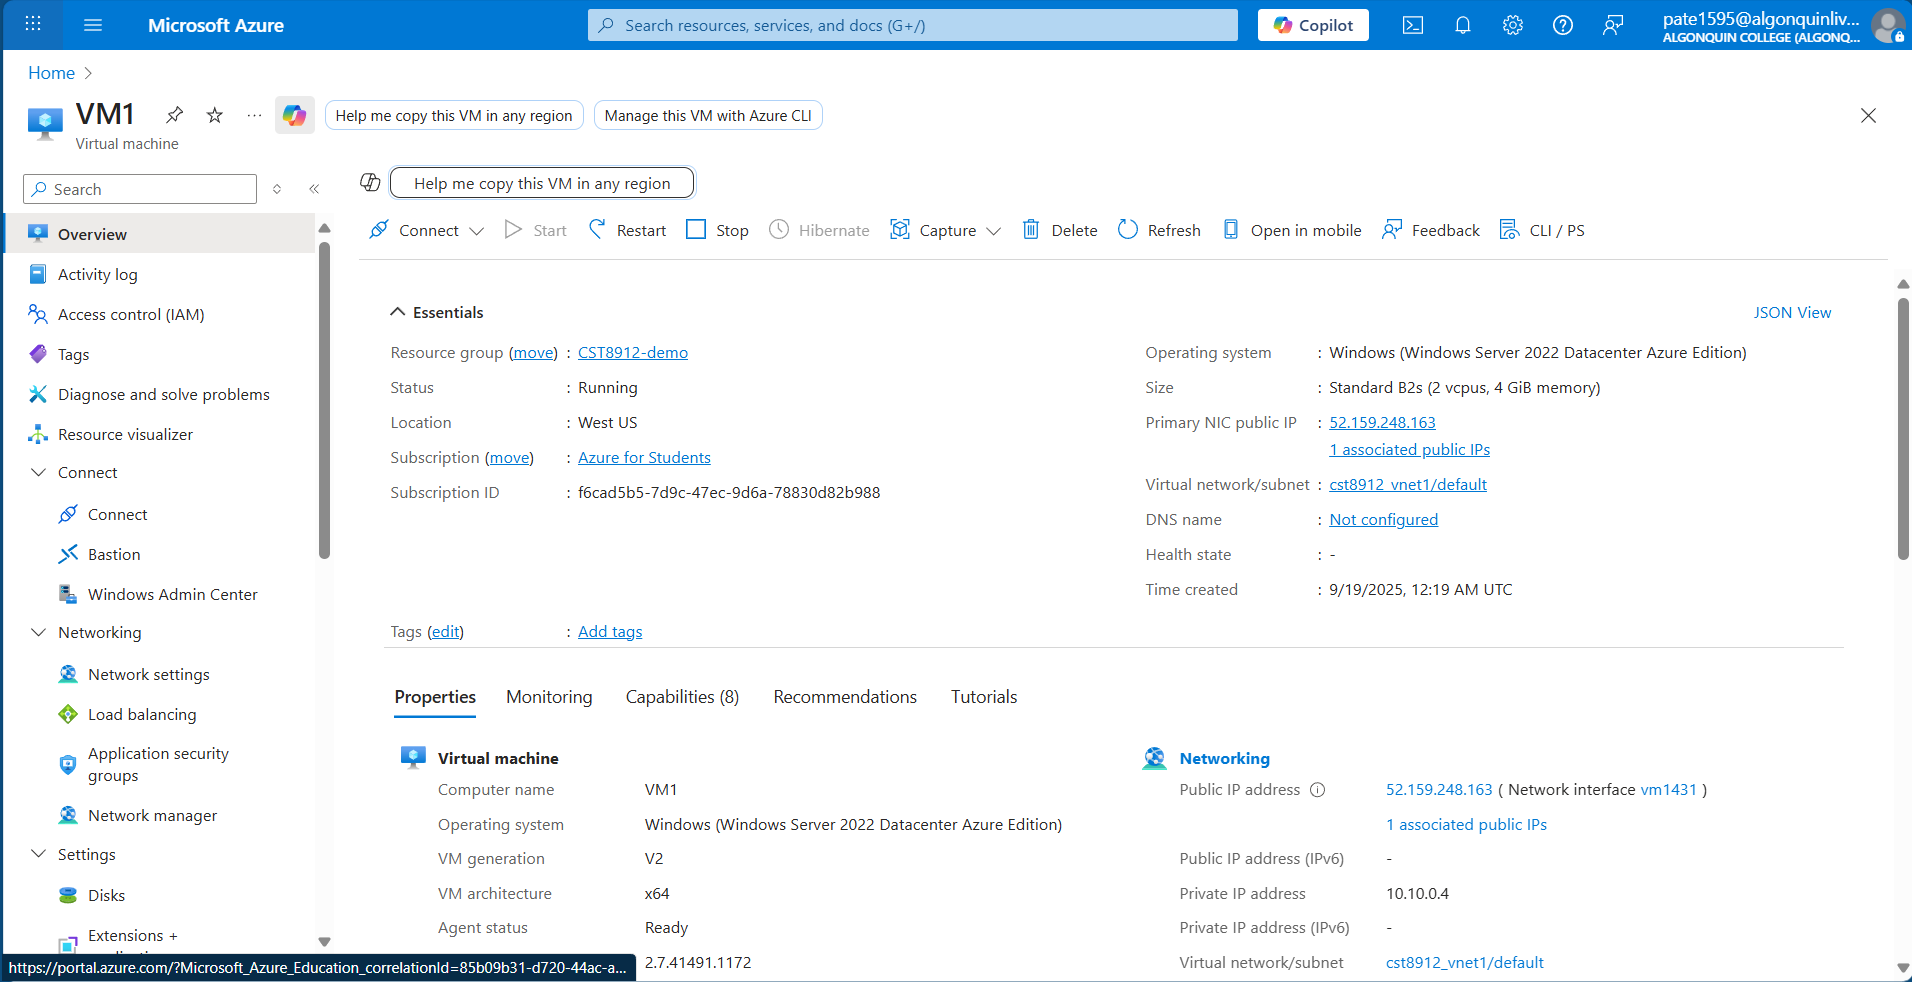 Microsoft Azure
Search resources, services, and docs (G+/)
Copilot
pate1595@algonquinliv...
ALGONQUIN COLLEGE (ALGONQ...
Home
VM1
Virtual machine
Help me copy this VM in any region
Manage this VM with Azure CLI
Search
Overview
Activity log
Access control (IAM)
Tags
Diagnose and solve problems
Resource visualizer
Connect
Connect
Bastion
Windows Admin Center
Networking
Network settings
Load balancing
Application security
groups
Network manager
Settings
Disks
Extensions +
https://portal.azure.com/?Microsoft_Azure_Education_correlationId=85b09b31-d720-44ac-a...
Help me copy this VM in any region
Connect Start Restart Stop Hibernate Capture Delete Refresh Open in mobile Feedback CLI / PS
Essentials
JSON View
Resource group (move) : CST8912-demo
Status : Running
Location : West US
Subscription (move) : Azure for Students
Subscription ID : f6cad5b5-7d9c-47ec-9d6a-78830d82b988
Operating system : Windows (Windows Server 2022 Datacenter Azure Edition)
Size : Standard B2s (2 vcpus, 4 GiB memory)
Primary NIC public IP : 52.159.248.163
1 associated public IPs
Virtual network/subnet : cst8912_vnet1/default
DNS name : Not configured
Health state : -
Time created : 9/19/2025, 12:19 AM UTC
Tags (edit) : Add tags
Properties Monitoring Capabilities (8) Recommendations Tutorials
Virtual machine
Computer name VM1
Operating system Windows (Windows Server 2022 Datacenter Azure Edition)
VM generation V2
VM architecture x64
Agent status Ready
2.7.41491.1172
Networking
Public IP address 52.159.248.163 ( Network interface vm1431 )
1 associated public IPs
Public IP address (IPv6) -
Private IP address 10.10.0.4
Private IP address (IPv6) -
Virtual network/subnet cst8912_vnet1/default